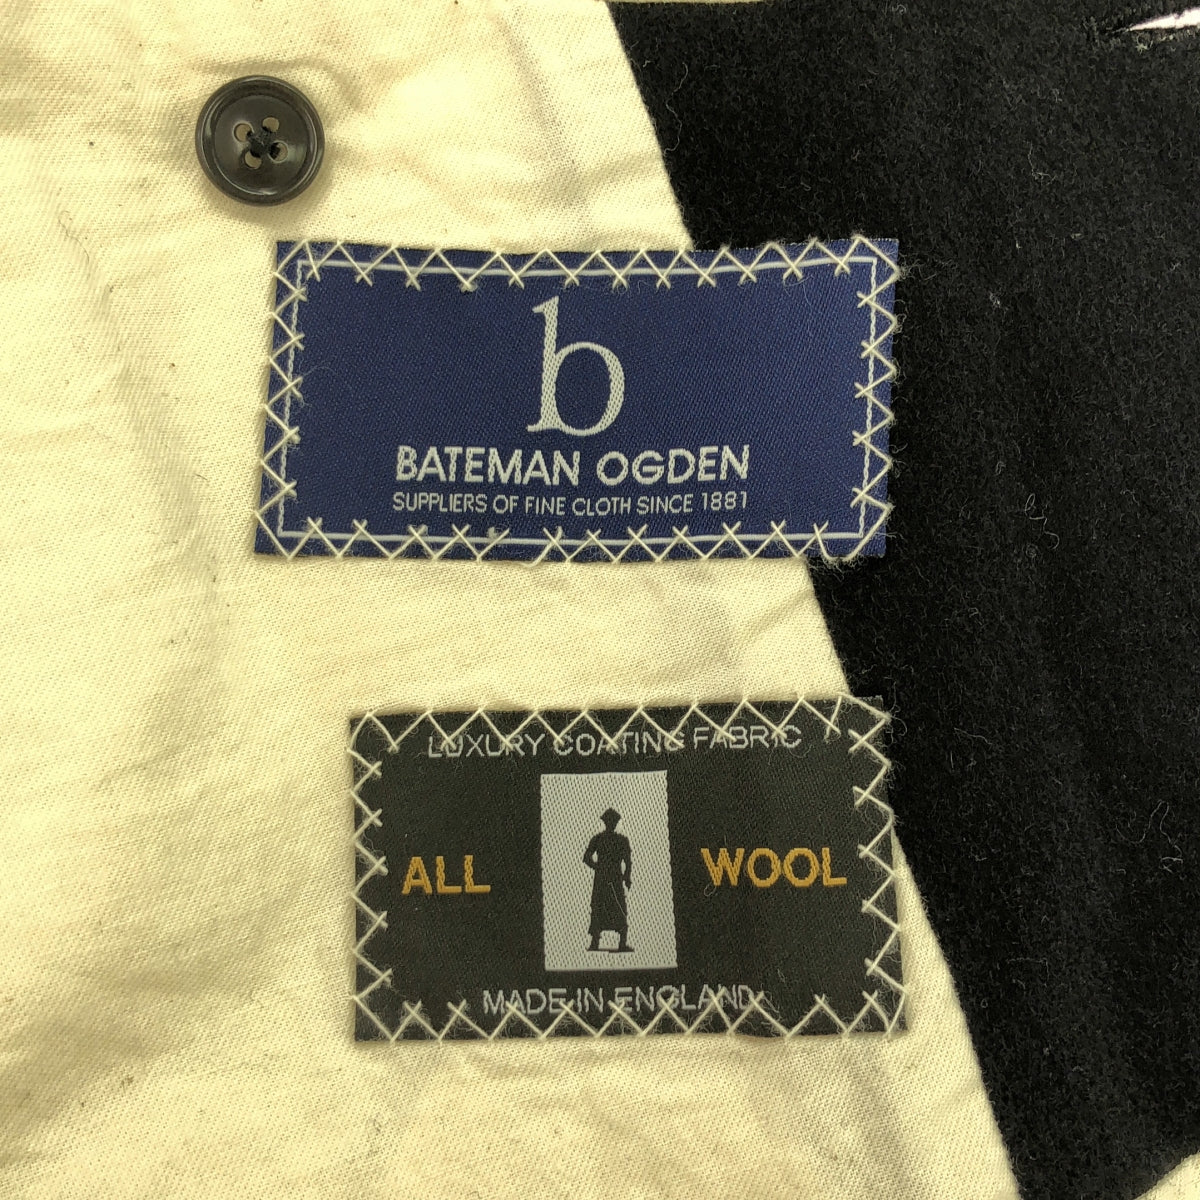 b
BATEMAN OGDEN
SUPPLIERS OF FINE CLOTH SINCE 1881
LUXURY COATING FABRIC
ALL WOOL
MADE IN ENGLAND